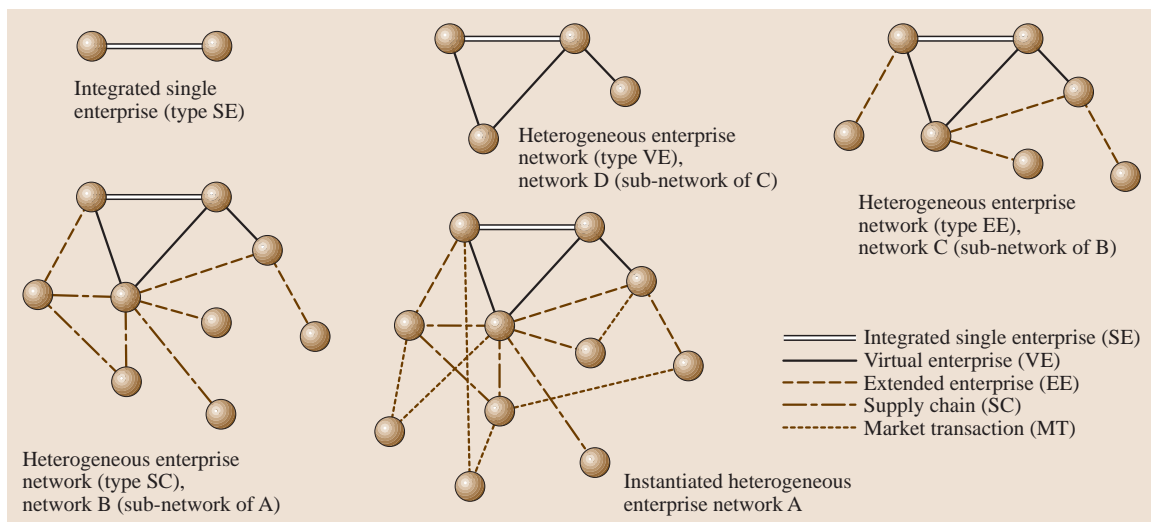 Integrated single
enterprise (type SE)
Heterogeneous enterprise
network (type VE),
network D (sub-network of C)
Heterogeneous enterprise
network (type EE),
network C (sub-network of B)
Heterogeneous enterprise
network (type SC),
network B (sub-network of A)
Instantiated heterogeneous
enterprise network A
Integrated single enterprise (SE)
Virtual enterprise (VE)
Extended enterprise (EE)
Supply chain (SC)
Market transaction (MT)